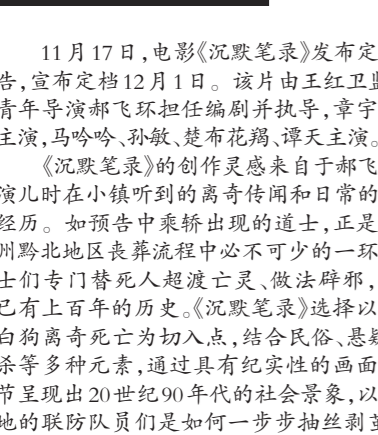 11月17日,电影《沉默笔录》发布定
告,宣布定档12月1日。该片由王红卫监
青年导演郝飞环担任编剧并执导,章宇
主演,马吟吟、孙敏、楚布花羯、谭天主演。
《沉默笔录》的创作灵感来自于郝飞
演儿时在小镇听到的离奇传闻和日常的
经历。如预告中乘轿出现的道士,正是
州黔北地区丧葬流程中必不可少的一环
士们专门替死人超渡亡灵、做法辟邪,
已有上百年的历史。《沉默笔录》选择以
白狗离奇死亡为切入点,结合民俗、悬疑
杀等多种元素,通过具有纪实性的画面
节呈现出20世纪90年代的社会景象,以
地的联防队员们是如何一步步抽丝剥茧